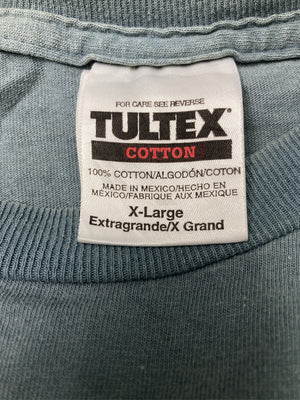 FOR CARE SEE REVERSE
TULTEX®
COTTON
100% COTTON/ALGODÓN/COTON
MADE IN MEXICO/HECHO EN
MÉXICO/FABRIQUE AUX MEXIQUE
X-Large
Extragrande/X Grand